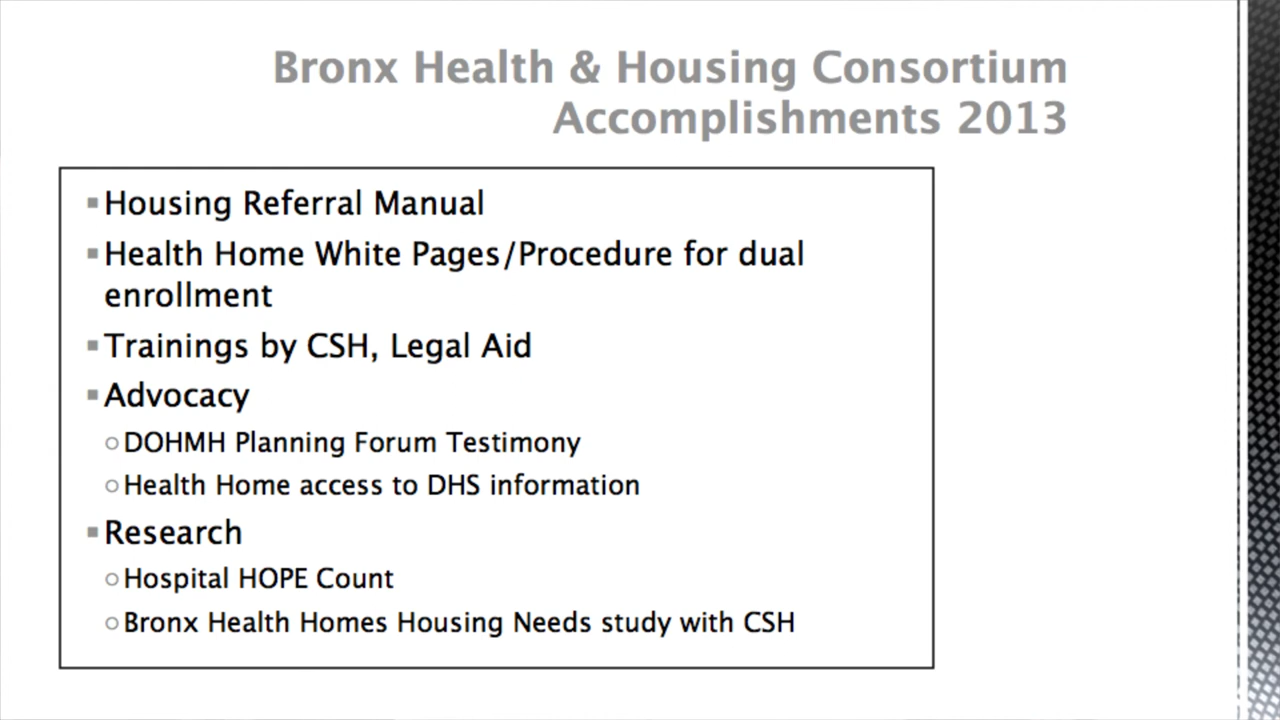 Bronx Health & Housing Consortium
Accomplishments 2013
▪Housing Referral Manual
▪Health Home White Pages/Procedure for dual
enrollment
▪Trainings by CSH, Legal Aid
▪Advocacy
○DOHMH Planning Forum Testimony
○Health Home access to DHS information
▪Research
○Hospital HOPE Count
○Bronx Health Homes Housing Needs study with CSH